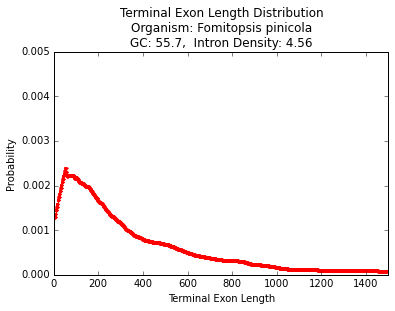 Terminal Exon Length Distribution
Organism: Fomitopsis pinicola
GC: 55.7,  Intron Density: 4.56
0.005
0.004
0.003
0.002
0.001
0.000
Probability
0 200 400 600 800 1000 1200 1400
Terminal Exon Length